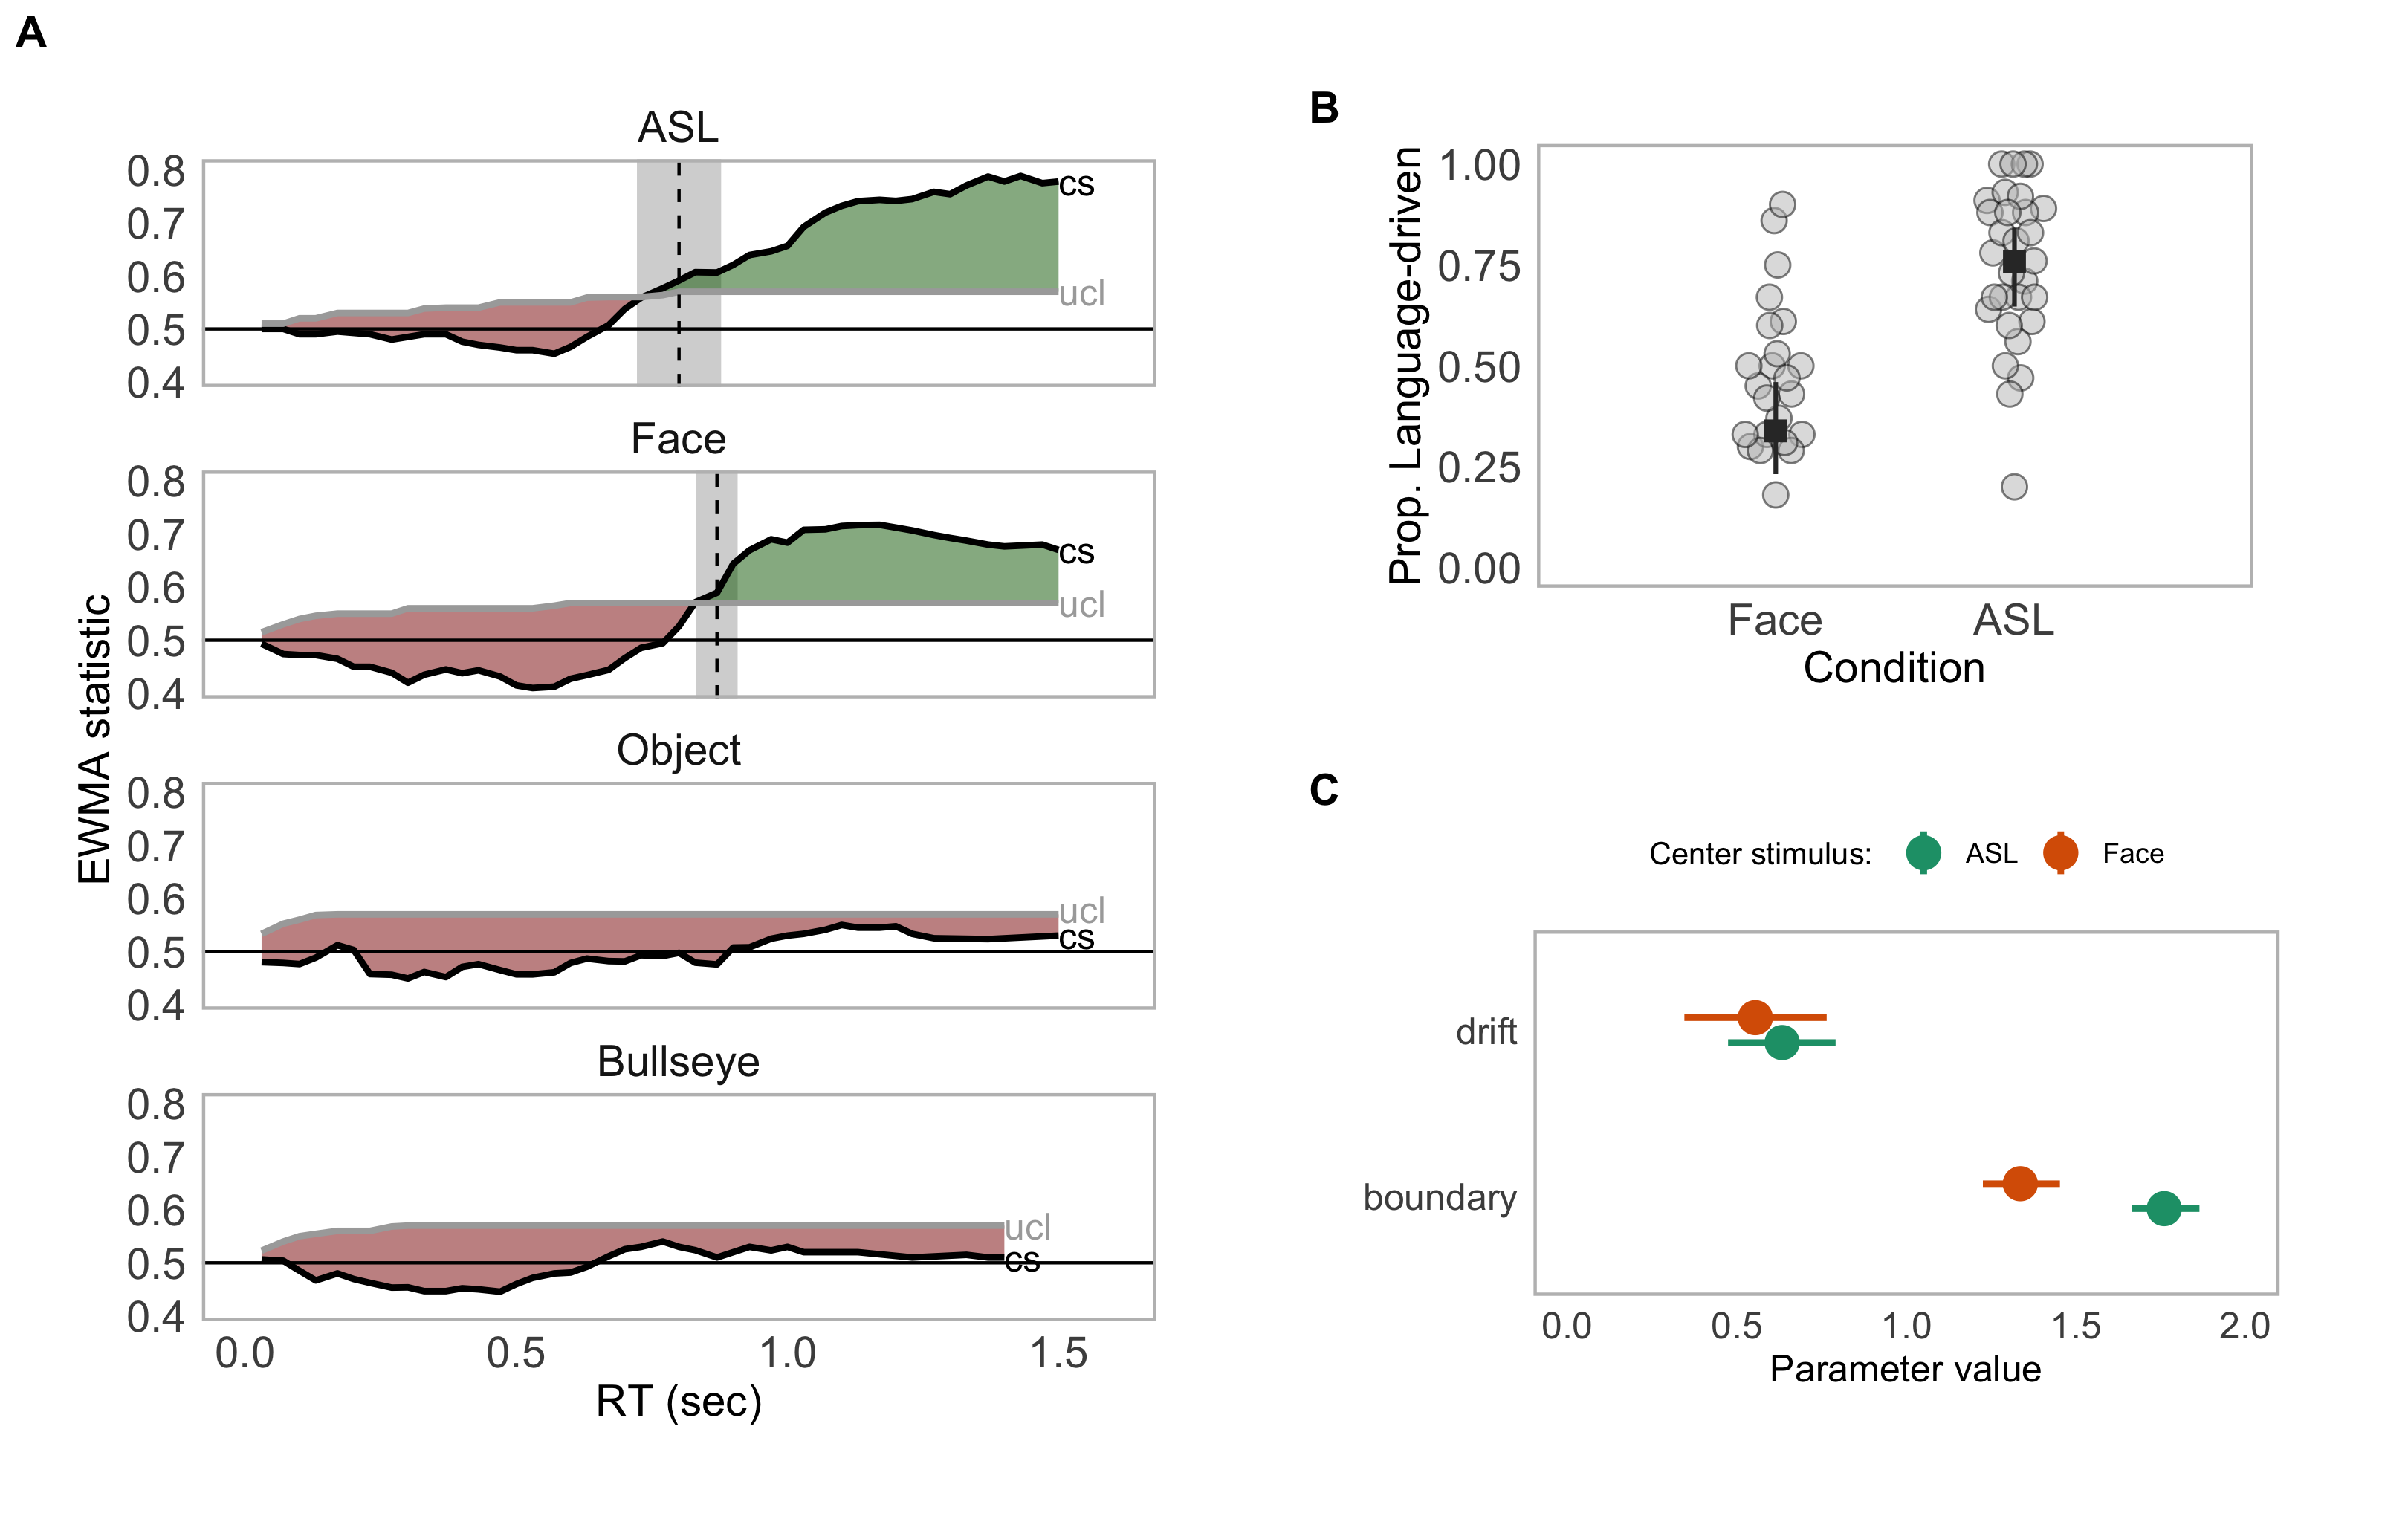 A
ASL
0.8
0.7
0.6
0.5
0.4
cs
ucl
Face
0.8
0.7
0.6
0.5
0.4
cs
ucl
Object
0.8
0.7
0.6
0.5
0.4
ucl
cs
Bullseye
0.8
0.7
0.6
0.5
0.4
ucl
cs
EWMA statistic
0.0 0.5 1.0 1.5
RT (sec)
B
Prop. Language-driven
1.00
0.75
0.50
0.25
0.00
Face ASL
Condition
C
Center stimulus: ASL Face
drift
boundary
0.0 0.5 1.0 1.5 2.0
Parameter value